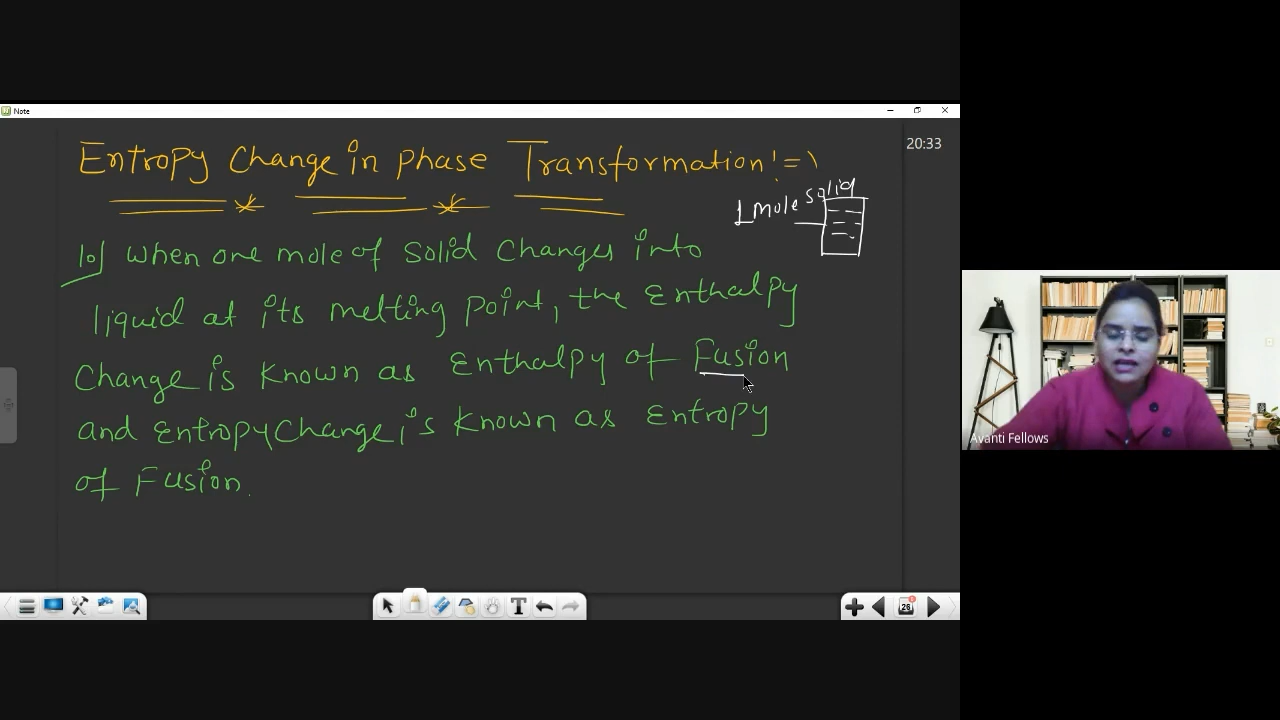 Note
Entropy Change in phase Transformation!=)
20:33
1 mole solid
10] When one mole of Solid Changes into
liquid at its melting point, the Enthalpy
Change is known as Enthalpy of Fusion
and Entropy Change is known as Entropy
of Fusion.
Avanti Fellows
T
26